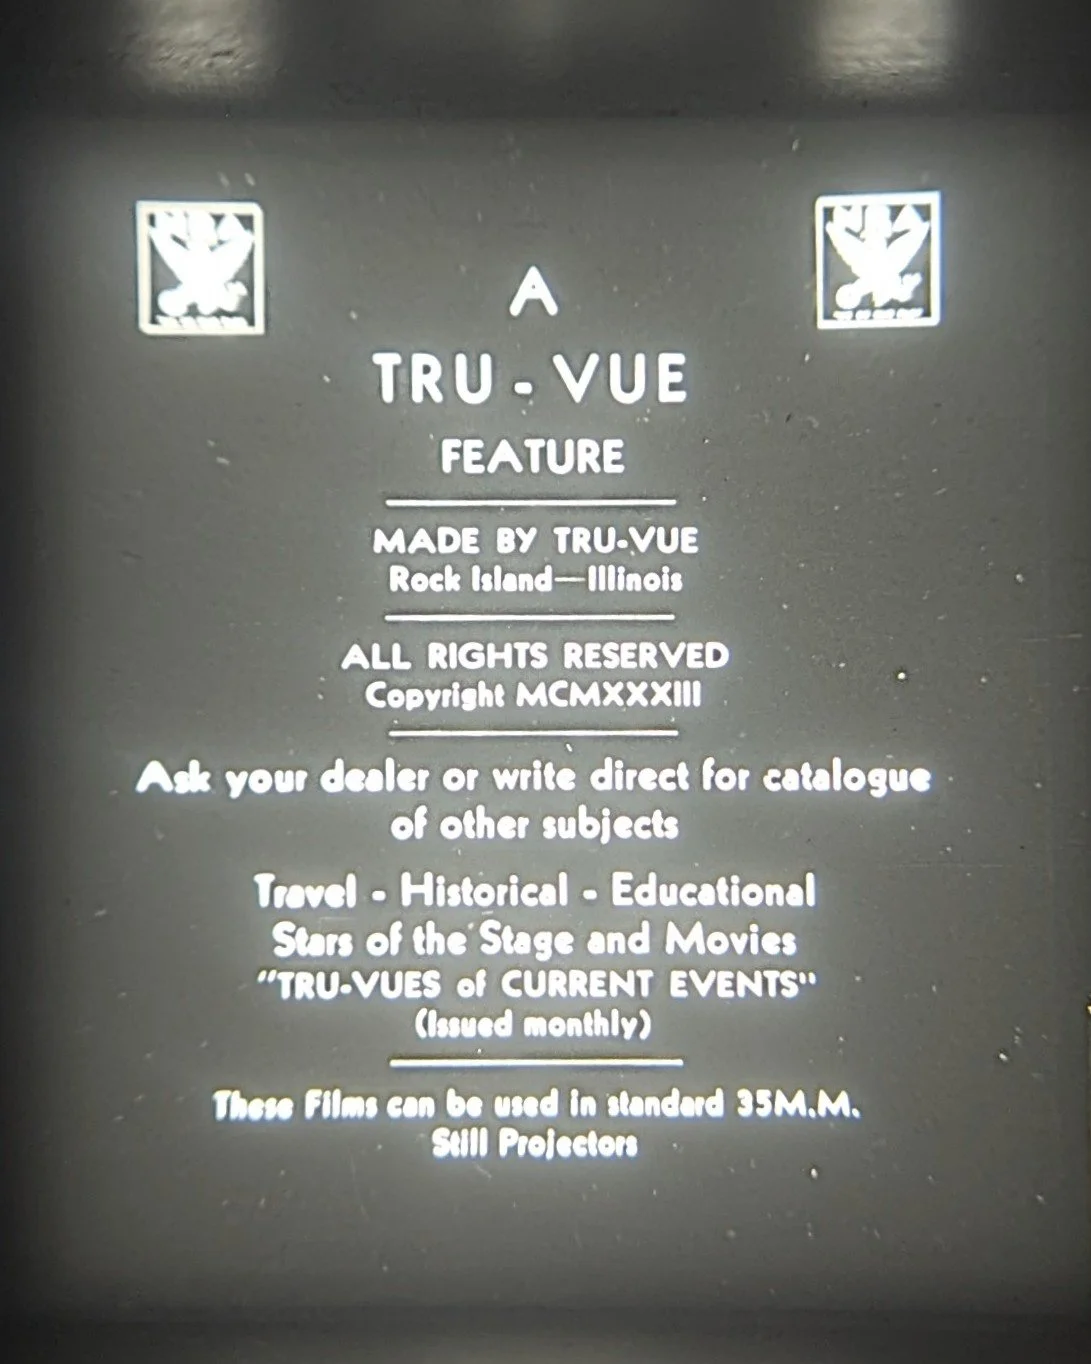 NRA NRA
A
TRU - VUE
FEATURE
MADE BY TRU-VUE
Rock Island—Illinois
ALL RIGHTS RESERVED
Copyright MCMXXXIII
Ask your dealer or write direct for catalogue
of other subjects
Travel - Historical - Educational
Stars of the Stage and Movies
"TRU-VUES of CURRENT EVENTS"
(Issued monthly)
These Films can be used in standard 35M.M.
Still Projectors